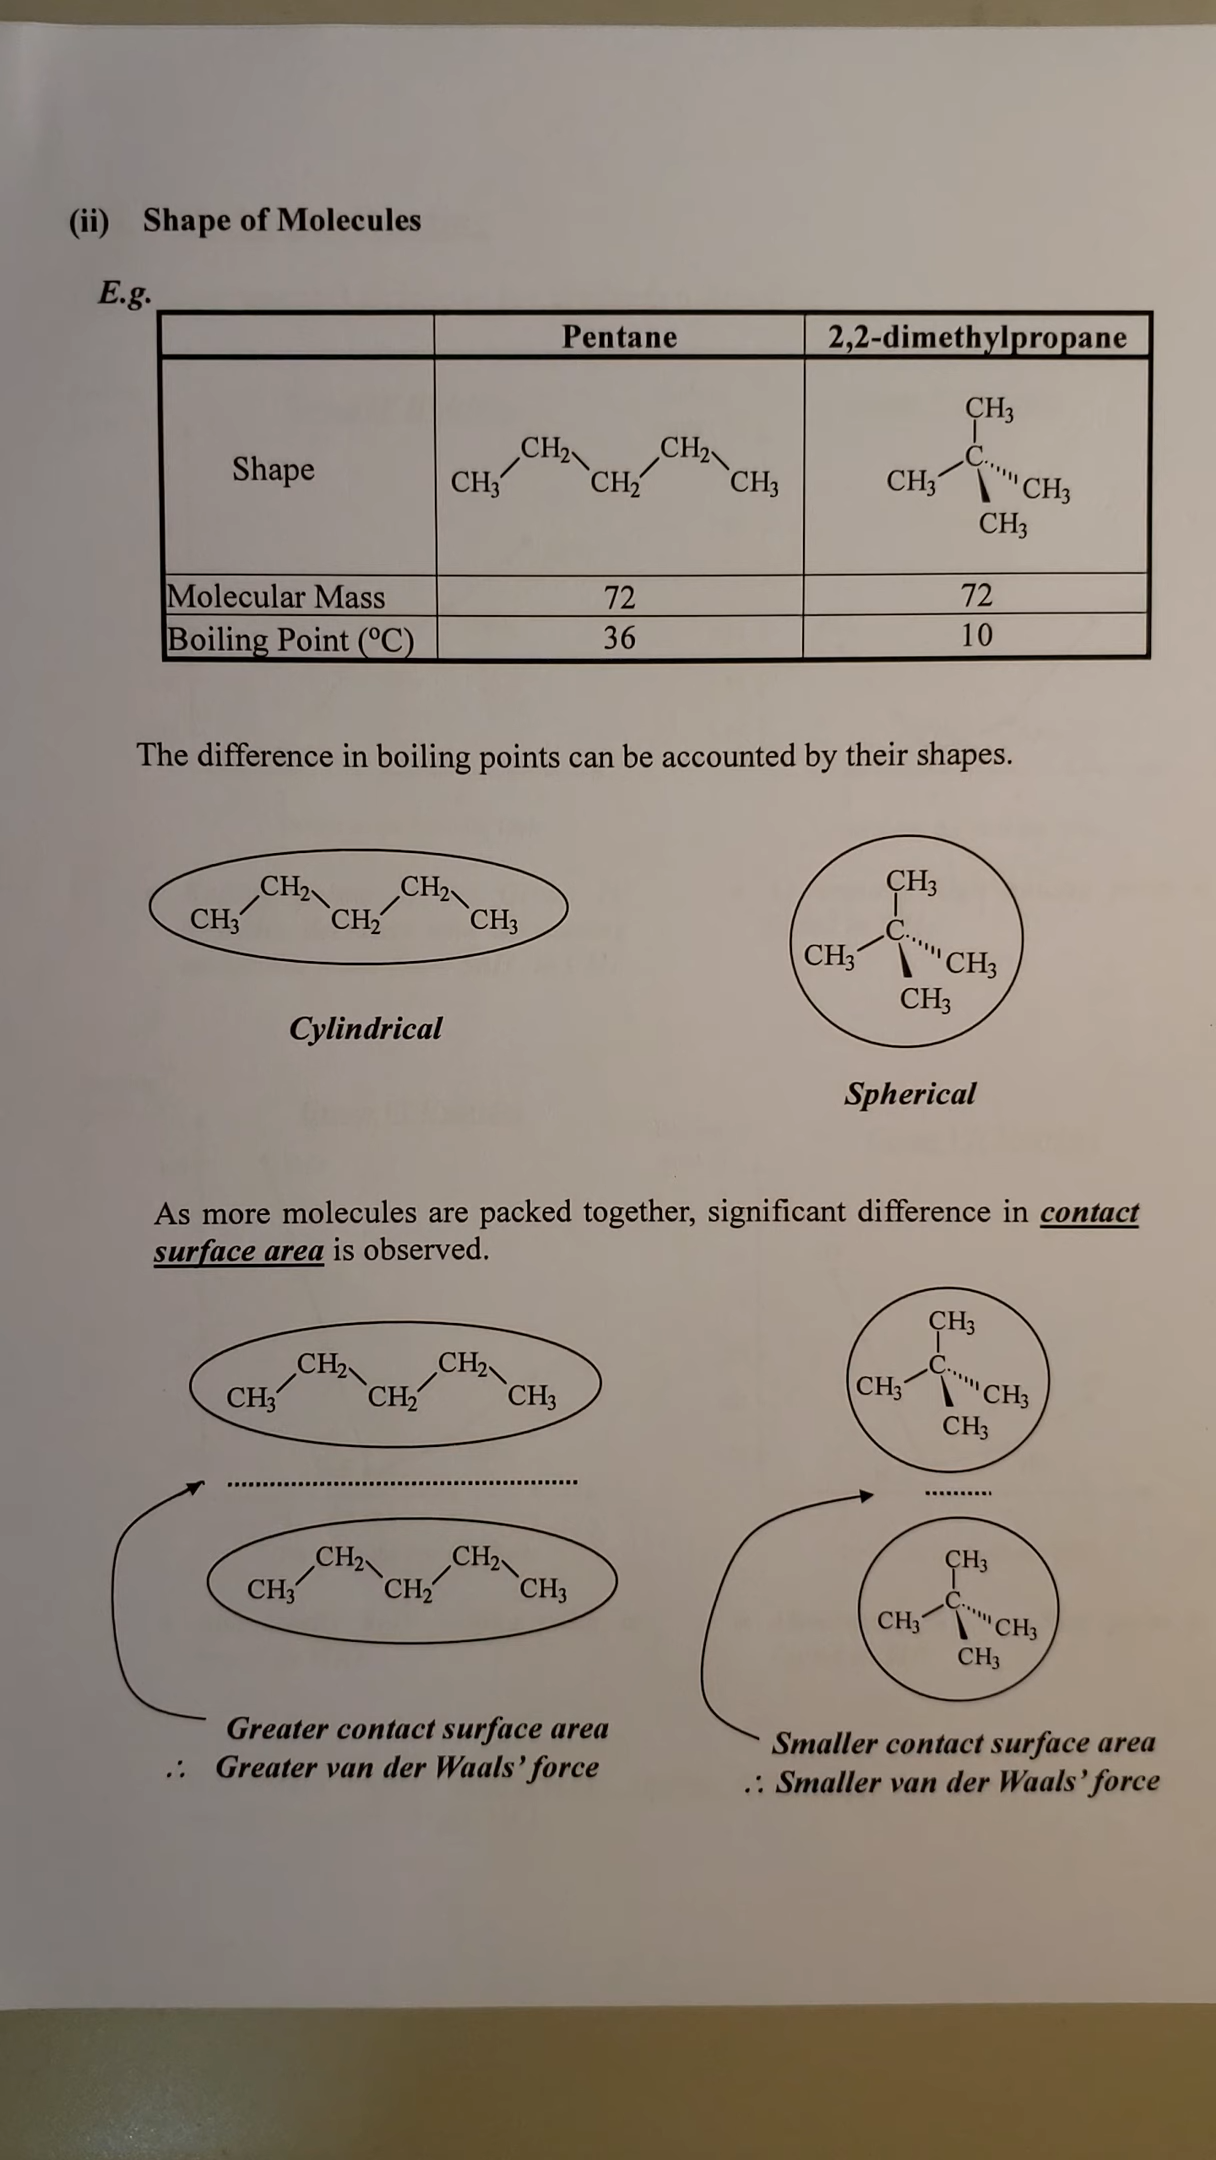 (ii) Shape of Molecules
E.g.
Pentane 2,2-dimethylpropane
Shape
CH₃ CH₂ CH₂ CH₂ CH₃
CH₃
C
CH₃ CH₃
CH₃
Molecular Mass 72 72
Boiling Point (ºC) 36 10
The difference in boiling points can be accounted by their shapes.
CH₃ CH₂ CH₂ CH₂ CH₃
Cylindrical
CH₃
C
CH₃ CH₃
CH₃
Spherical
As more molecules are packed together, significant difference in contact
surface area is observed.
CH₃ CH₂ CH₂ CH₂ CH₃
CH₃ CH₂ CH₂ CH₂ CH₃
Greater contact surface area
∴ Greater van der Waals' force
CH₃
C
CH₃ CH₃
CH₃
CH₃
C
CH₃ CH₃
CH₃
Smaller contact surface area
∴ Smaller van der Waals' force